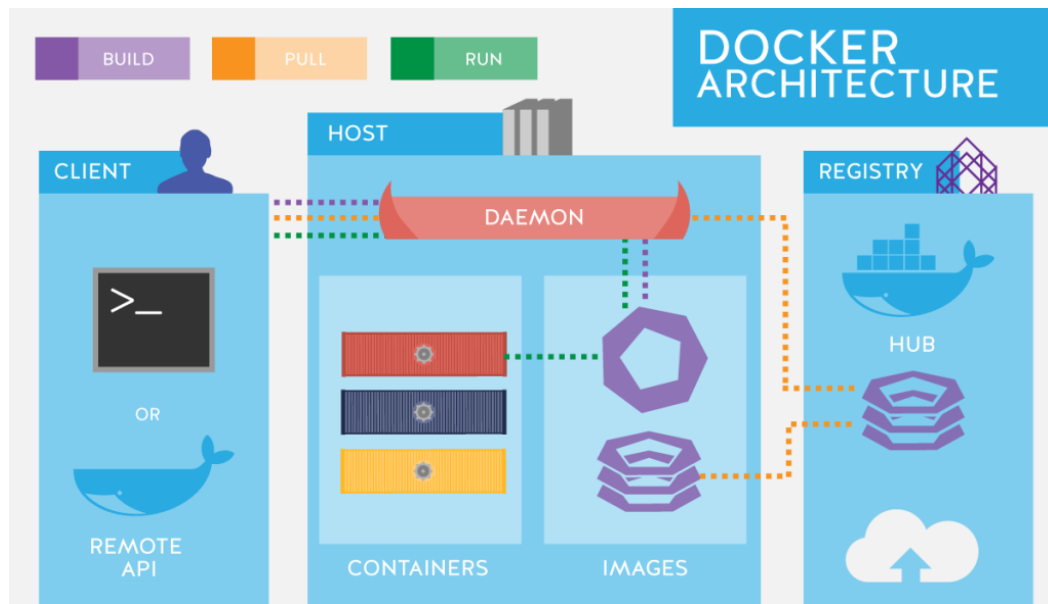 BUILD
PULL
RUN
DOCKER
ARCHITECTURE
HOST
CLIENT
REGISTRY
DAEMON
>_
HUB
OR
REMOTE
API
CONTAINERS
IMAGES